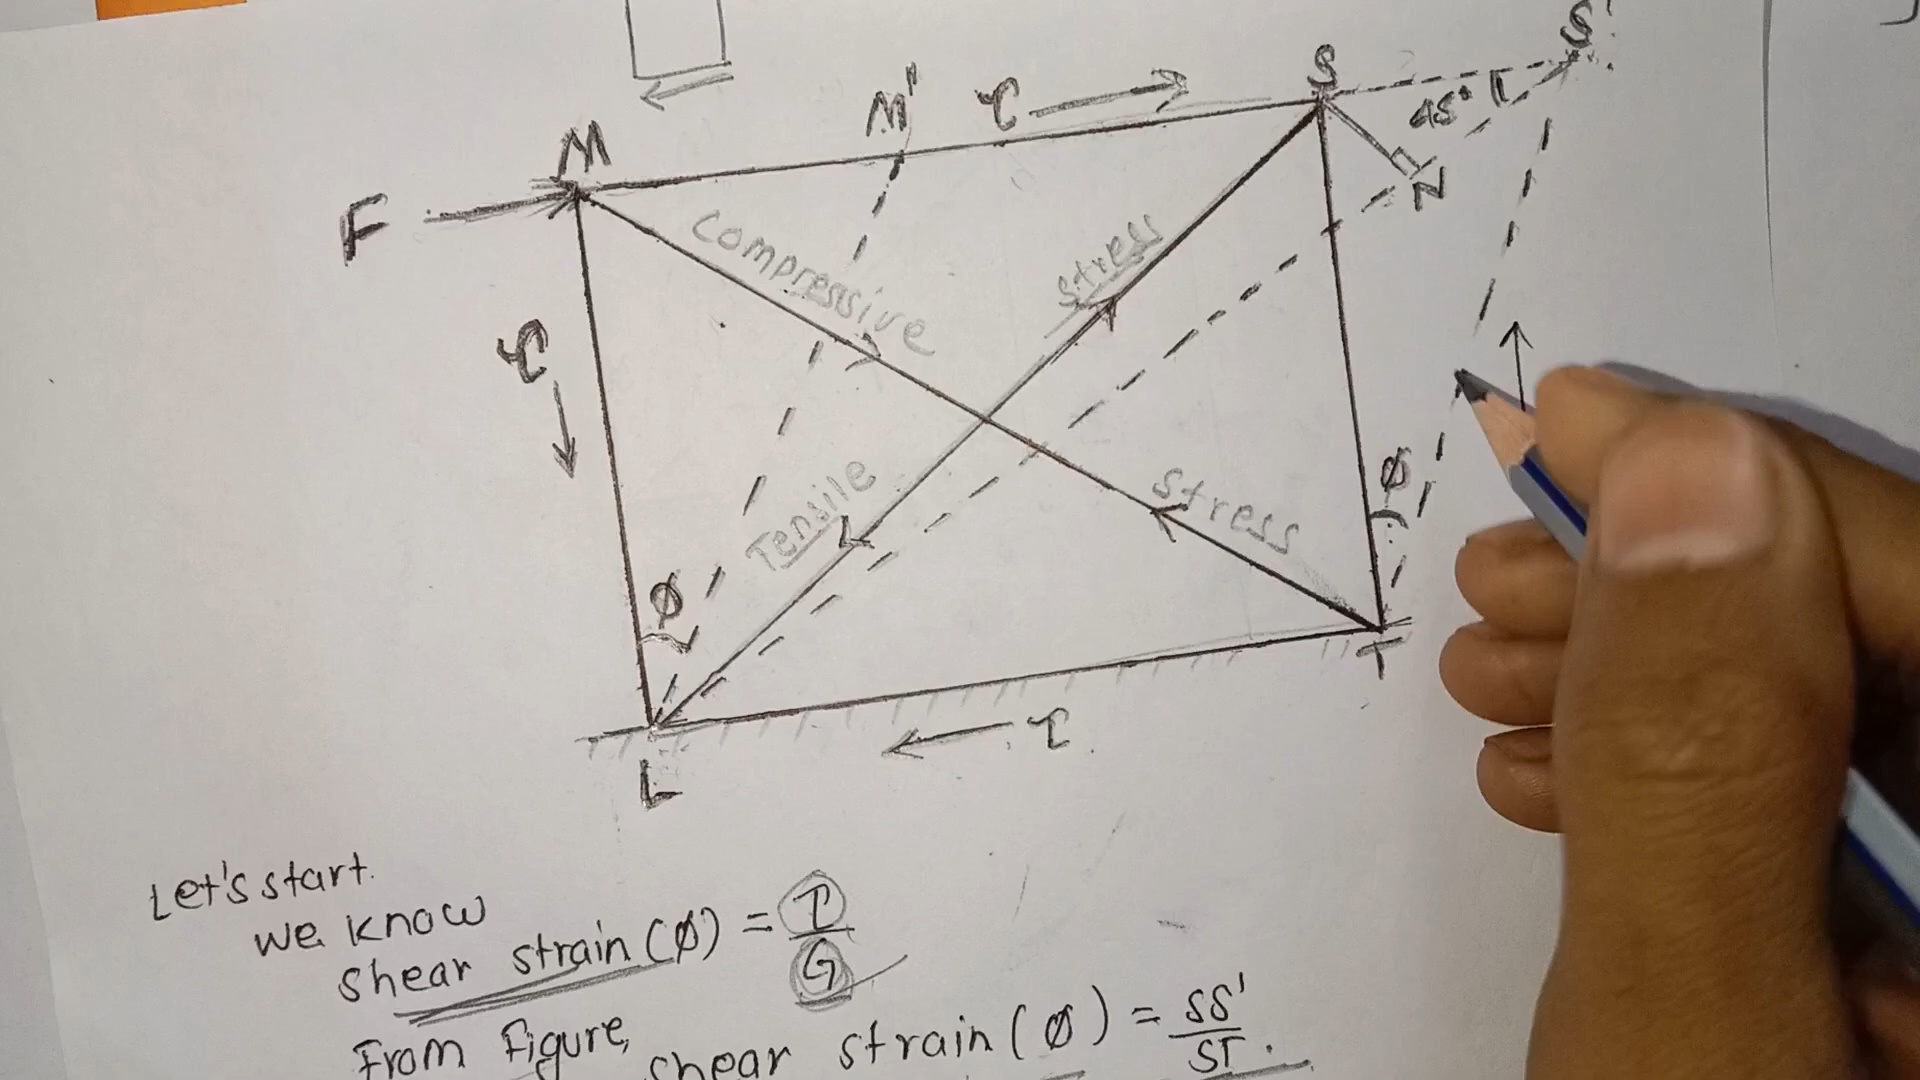 S'
S
M'
τ
45°
M
N
F
compressive
stress
τ
Tensile
stress
φ
φ
T
τ
L
Let's start.
we know
shear strain (φ) = τ/G
From Figure,
shear strain (φ) = SS'/ST.